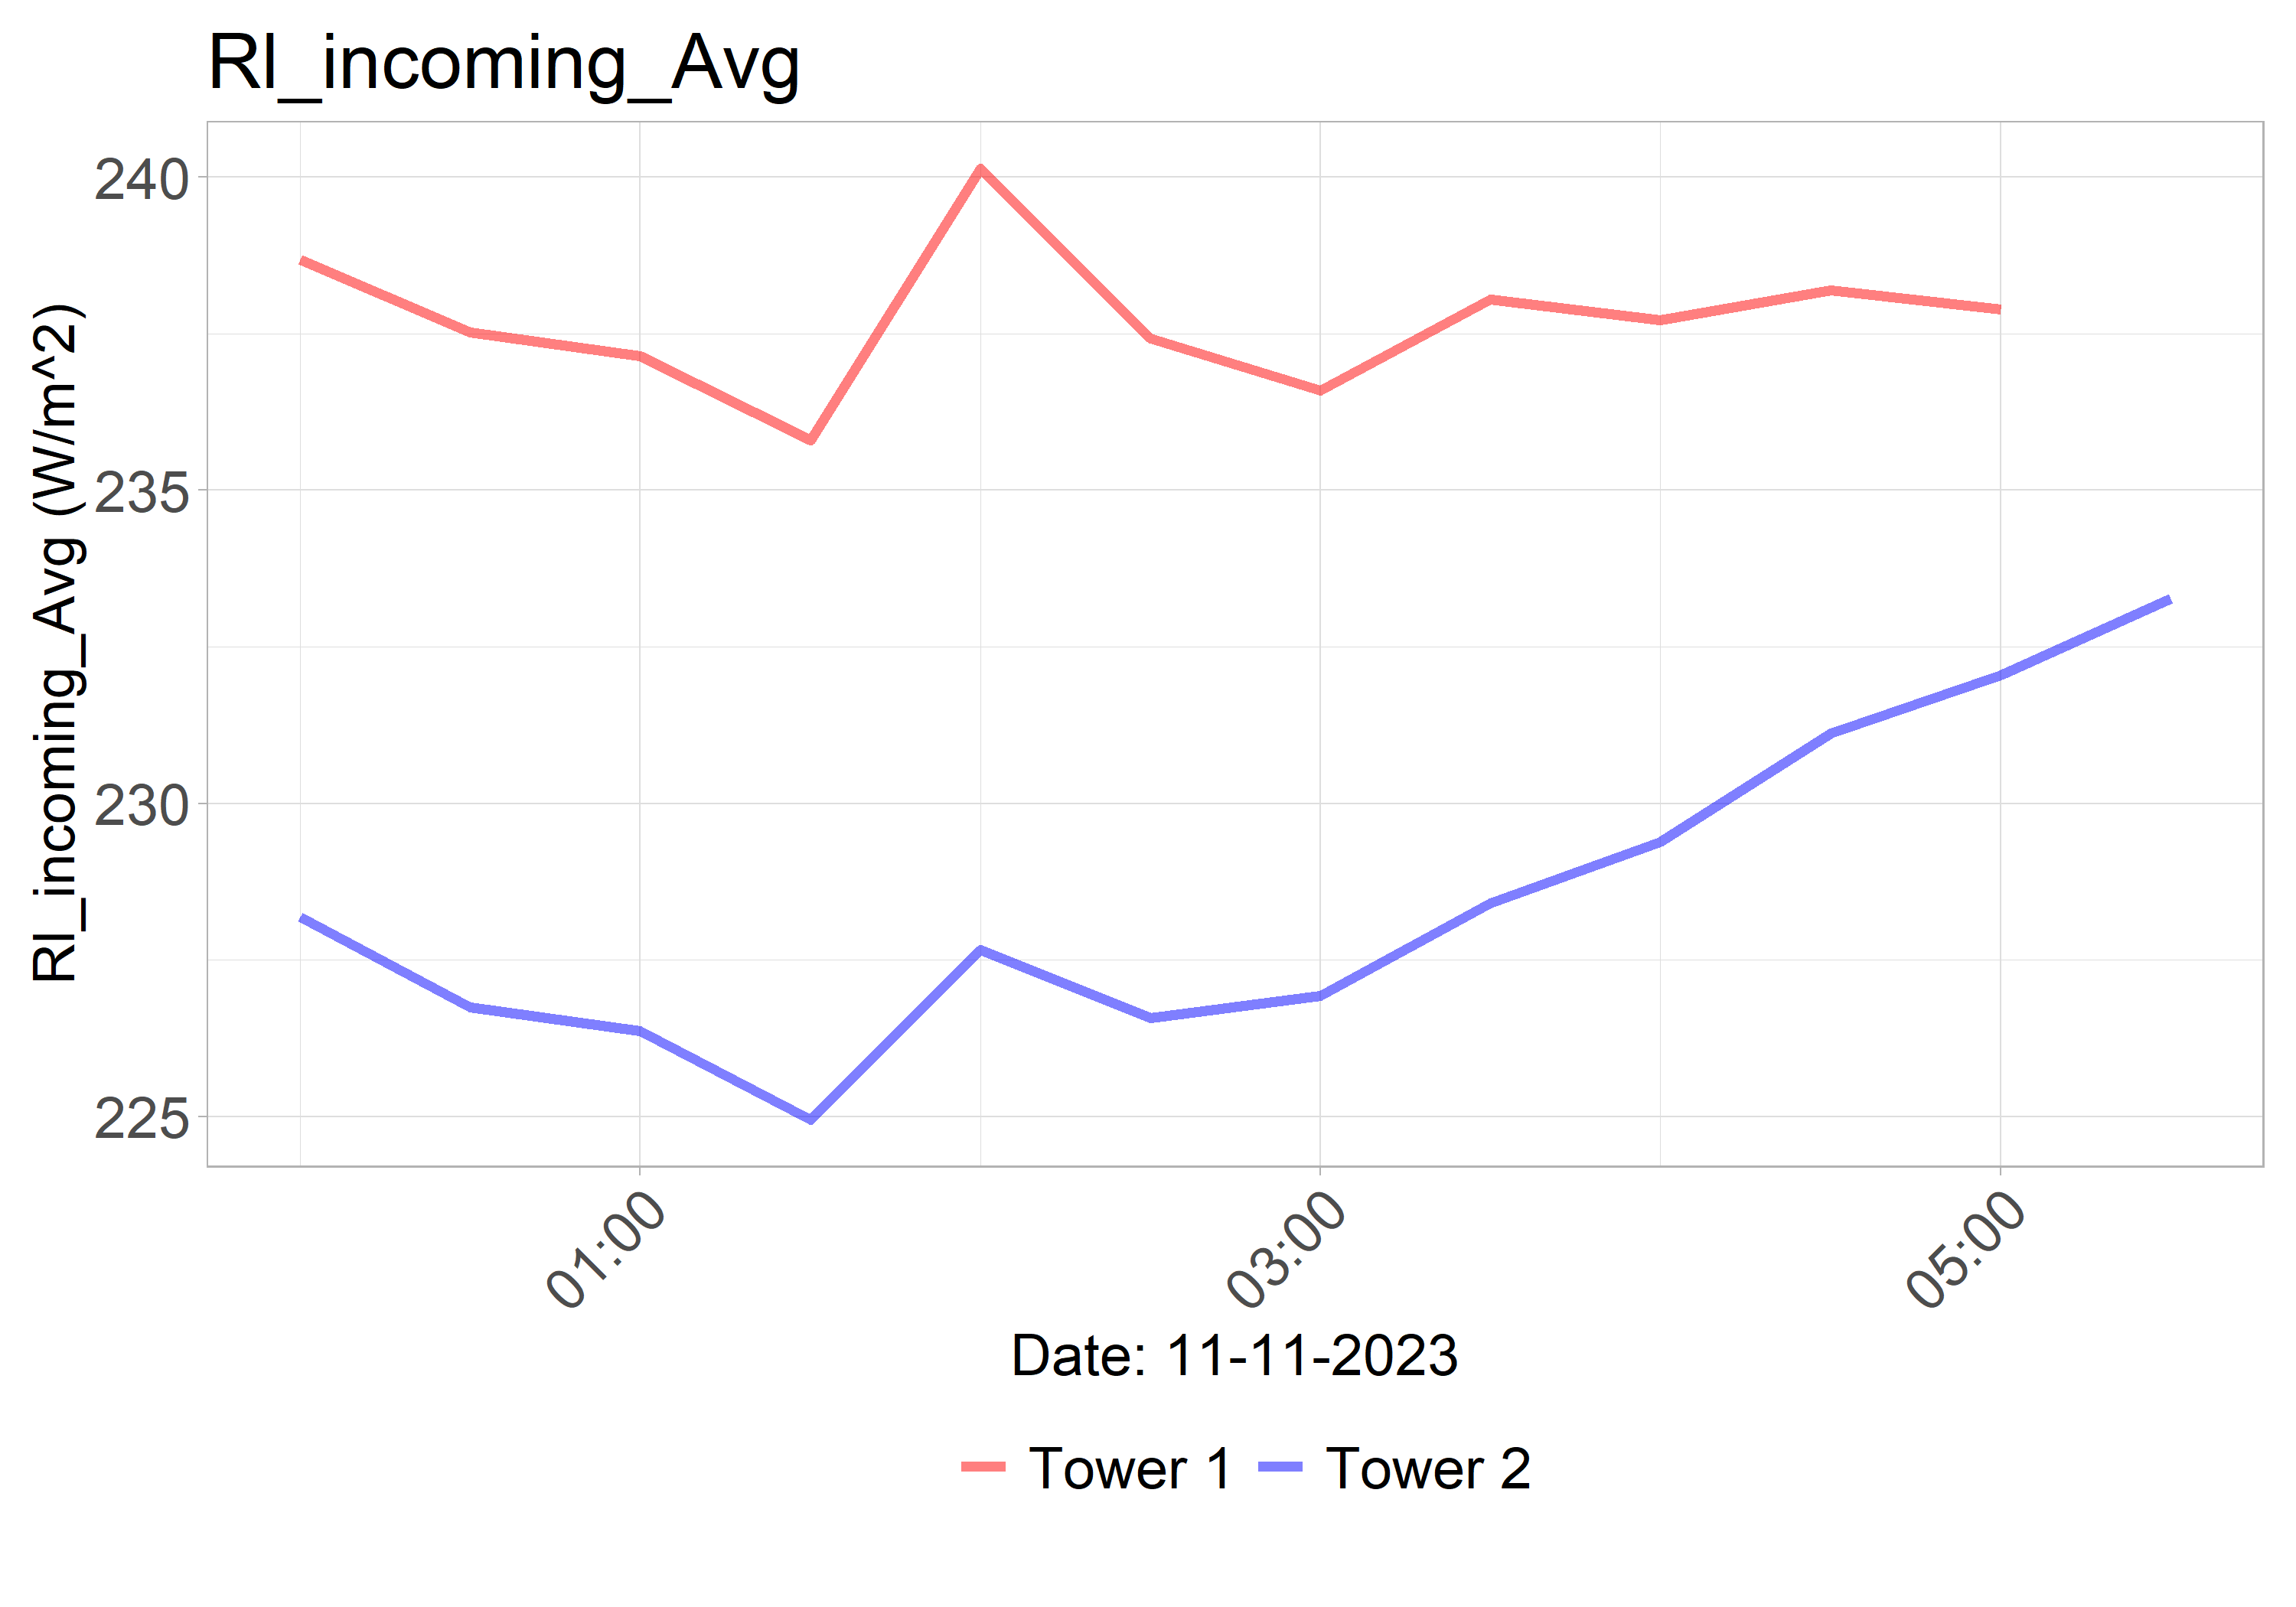 Rl_incoming_Avg
Rl_incoming_Avg (W/m^2)
240
235
230
225
01:00
03:00
05:00
Date: 11-11-2023
Tower 1
Tower 2